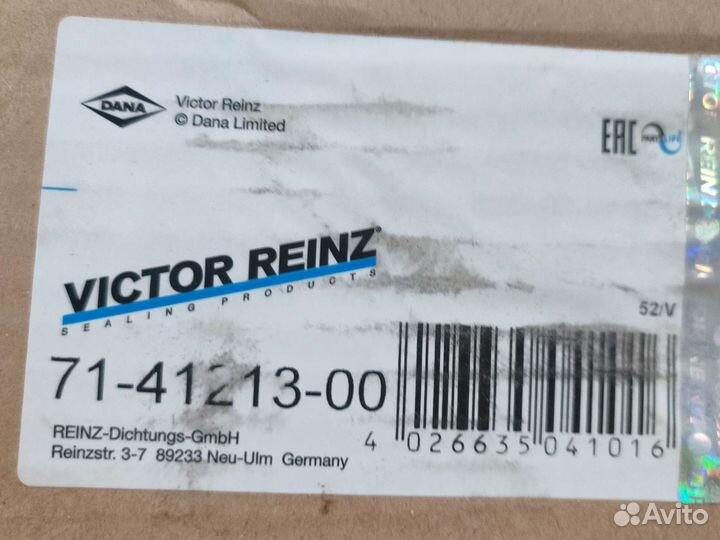 DANA
Victor Reinz
© Dana Limited
EAC
VICTOR REINZ®
SEALING PRODUCTS
52/V
71-41213-00
REINZ-Dichtungs-GmbH
Reinzstr. 3-7 89233 Neu-Ulm Germany
4 026635 041016
REINZ
Avito